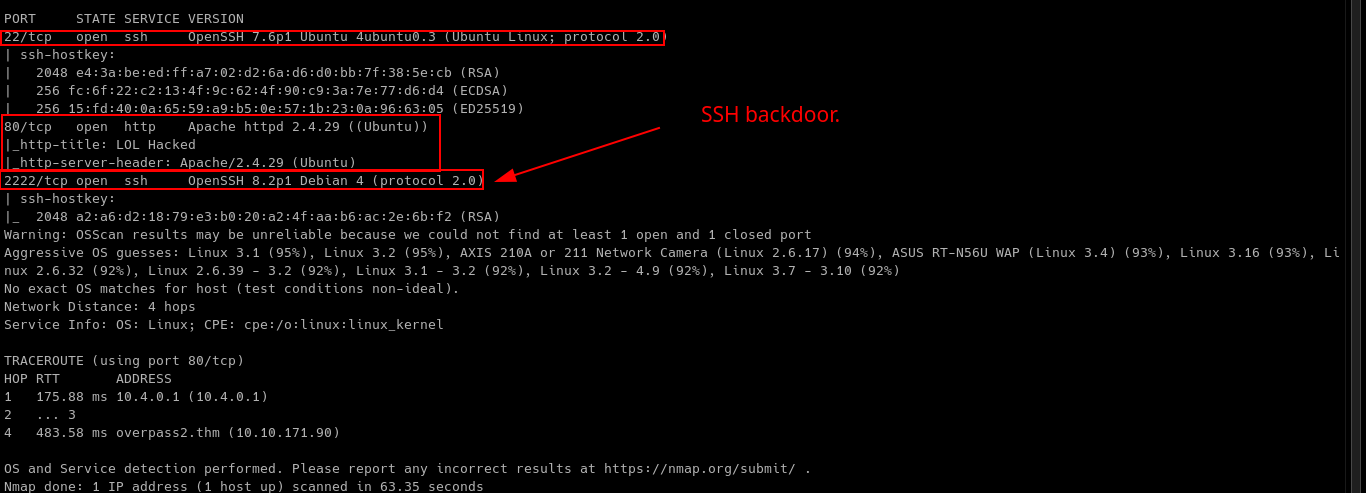 PORT     STATE SERVICE VERSION
22/tcp   open  ssh     OpenSSH 7.6p1 Ubuntu 4ubuntu0.3 (Ubuntu Linux; protocol 2.0)
| ssh-hostkey:
|   2048 e4:3a:be:ed:ff:a7:02:d2:6a:d6:d0:bb:7f:38:5e:cb (RSA)
|   256 fc:6f:22:c2:13:4f:9c:62:4f:90:c9:3a:7e:77:d6:d4 (ECDSA)
|   256 15:fd:40:0a:65:59:a9:b5:0e:57:1b:23:0a:96:63:05 (ED25519)
SSH backdoor.
80/tcp   open  http    Apache httpd 2.4.29 ((Ubuntu))
|_http-title: LOL Hacked
|_http-server-header: Apache/2.4.29 (Ubuntu)
2222/tcp open  ssh     OpenSSH 8.2p1 Debian 4 (protocol 2.0)
| ssh-hostkey:
|_  2048 a2:a6:d2:18:79:e3:b0:20:a2:4f:aa:b6:ac:2e:6b:f2 (RSA)
Warning: OSScan results may be unreliable because we could not find at least 1 open and 1 closed port
Aggressive OS guesses: Linux 3.1 (95%), Linux 3.2 (95%), AXIS 210A or 211 Network Camera (Linux 2.6.17) (94%), ASUS RT-N56U WAP (Linux 3.4) (93%), Linux 3.16 (93%), Li
nux 2.6.32 (92%), Linux 2.6.39 - 3.2 (92%), Linux 3.1 - 3.2 (92%), Linux 3.2 - 4.9 (92%), Linux 3.7 - 3.10 (92%)
No exact OS matches for host (test conditions non-ideal).
Network Distance: 4 hops
Service Info: OS: Linux; CPE: cpe:/o:linux:linux_kernel
TRACEROUTE (using port 80/tcp)
HOP RTT       ADDRESS
1   175.88 ms 10.4.0.1 (10.4.0.1)
2   ... 3
4   483.58 ms overpass2.thm (10.10.171.90)
OS and Service detection performed. Please report any incorrect results at https://nmap.org/submit/ .
Nmap done: 1 IP address (1 host up) scanned in 63.35 seconds